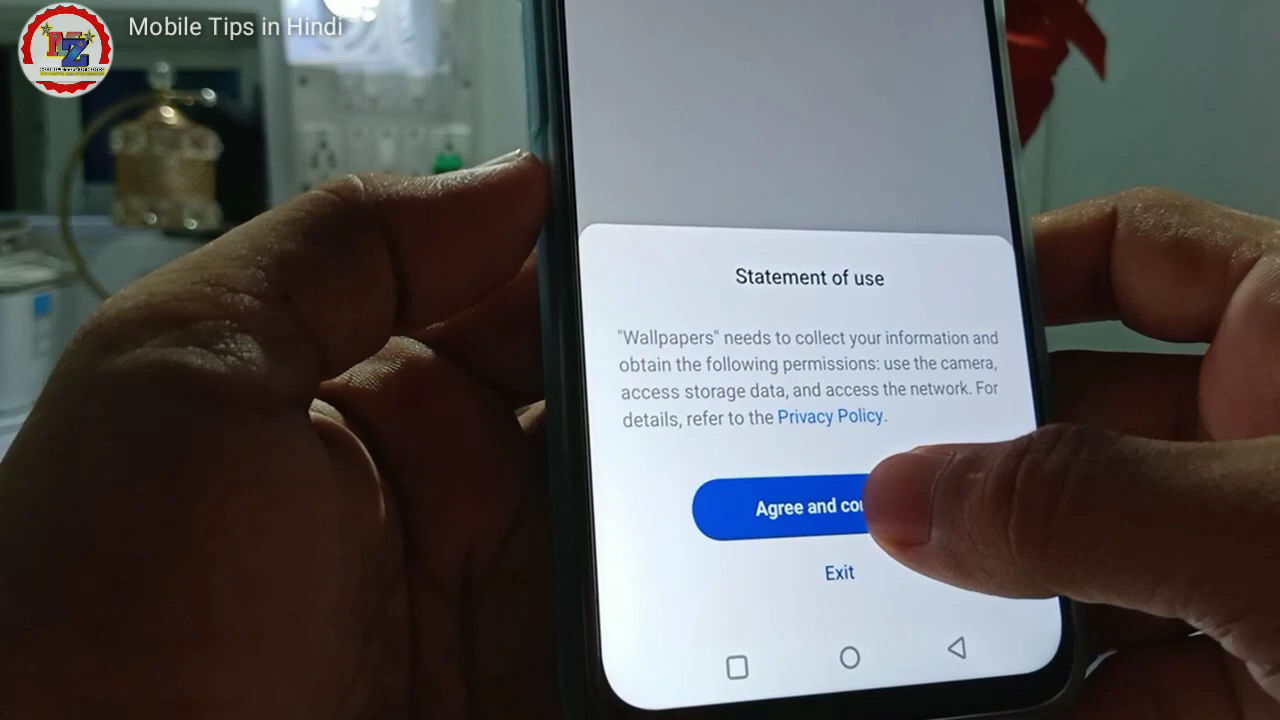 Mobile Tips in Hindi
NZ
Statement of use
"Wallpapers" needs to collect your information and
obtain the following permissions: use the camera,
access storage data, and access the network. For
details, refer to the Privacy Policy.
Agree and
Exit